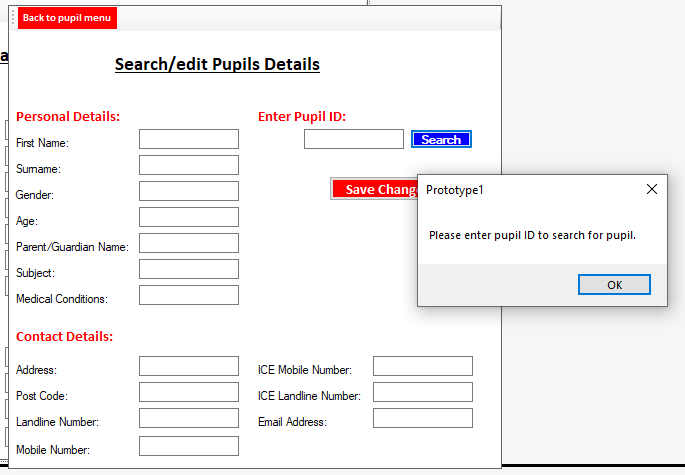 Back to pupil menu
Search/edit Pupils Details
Personal Details:
Enter Pupil ID:
First Name:
Search
Surname:
Gender:
Save Chang
Prototype1
Age:
Please enter pupil ID to search for pupil.
Parent/Guardian Name:
Subject:
OK
Medical Conditions:
Contact Details:
Address:
ICE Mobile Number:
Post Code:
ICE Landline Number:
Landline Number:
Email Address:
Mobile Number: